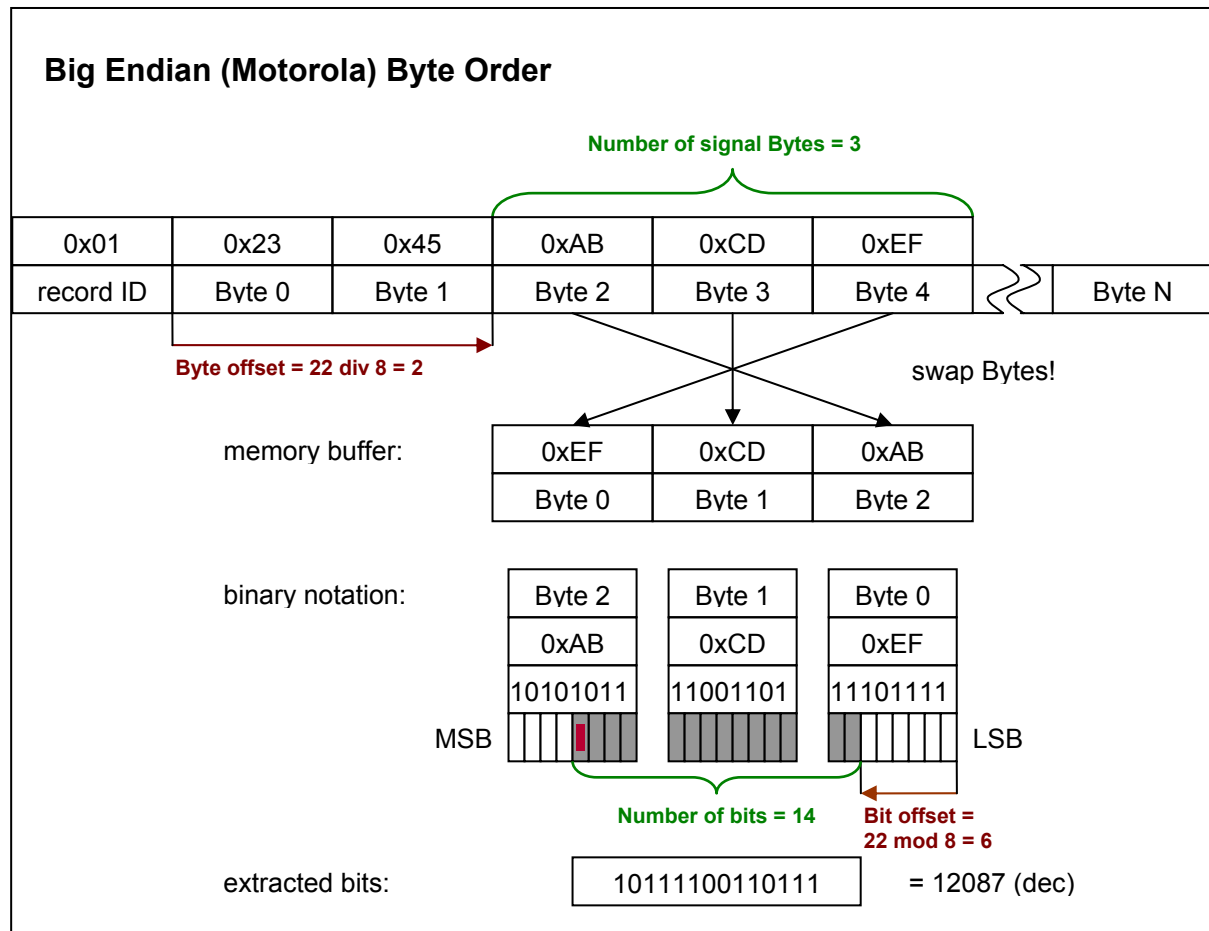 Big Endian (Motorola) Byte Order
Number of signal Bytes = 3
0x01 0x23 0x45 0xAB 0xCD 0xEF
record ID Byte 0 Byte 1 Byte 2 Byte 3 Byte 4 Byte N
Byte offset = 22 div 8 = 2
swap Bytes!
memory buffer: 0xEF 0xCD 0xAB
Byte 0 Byte 1 Byte 2
binary notation: Byte 2 Byte 1 Byte 0
0xAB 0xCD 0xEF
10101011 11001101 11101111
MSB LSB
Number of bits = 14 Bit offset =
22 mod 8 = 6
extracted bits: 10111100110111 = 12087 (dec)